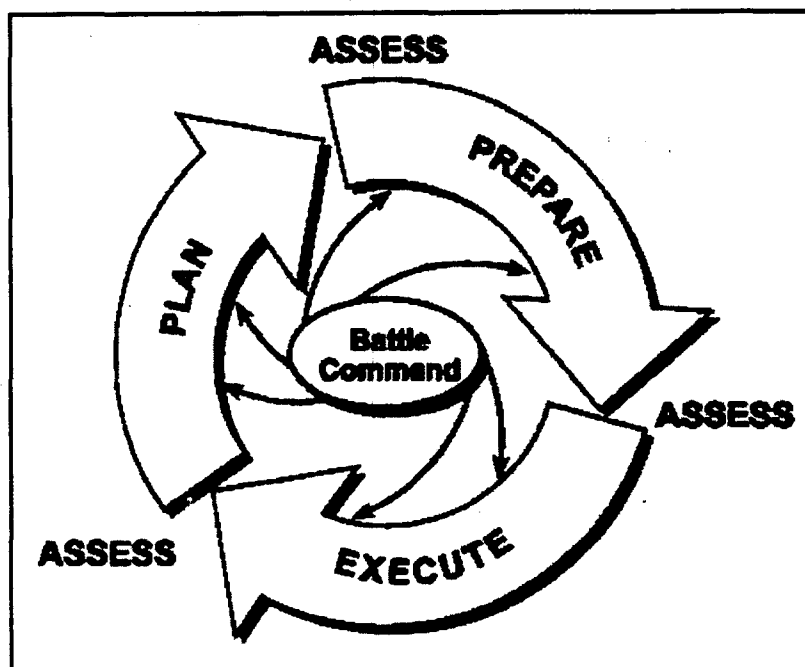 ASSESS
PREPARE
PLAN
Battle
Command
ASSESS
ASSESS
EXECUTE